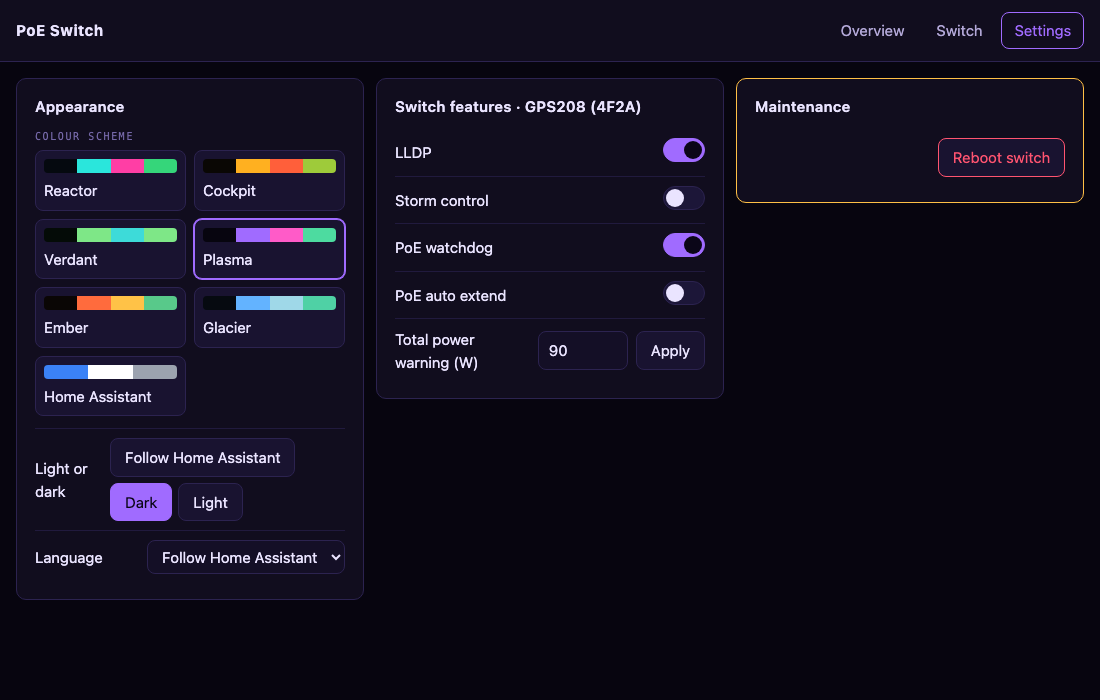 PoE Switch
Overview
Switch
Settings
Appearance
COLOUR SCHEME
Reactor
Cockpit
Verdant
Plasma
Ember
Glacier
Home Assistant
Light or
dark
Follow Home Assistant
Dark
Light
Language
Follow Home Assistant
Switch features · GPS208 (4F2A)
LLDP
Storm control
PoE watchdog
PoE auto extend
Total power
warning (W)
90
Apply
Maintenance
Reboot switch